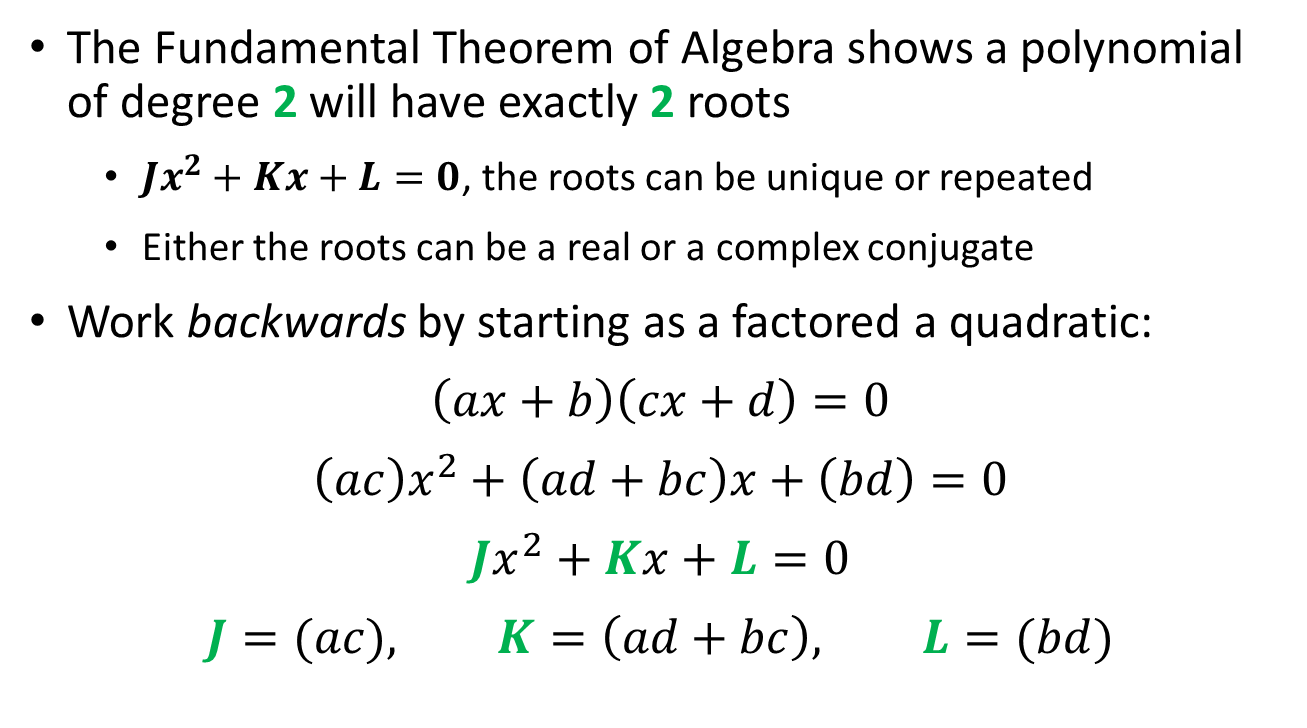 • The Fundamental Theorem of Algebra shows a polynomial
of degree 2 will have exactly 2 roots
• Jx² + Kx + L = 0, the roots can be unique or repeated
• Either the roots can be a real or a complex conjugate
• Work backwards by starting as a factored a quadratic:
(ax + b)(cx + d) = 0
(ac)x² + (ad + bc)x + (bd) = 0
Jx² + Kx + L = 0
J = (ac), K = (ad + bc), L = (bd)